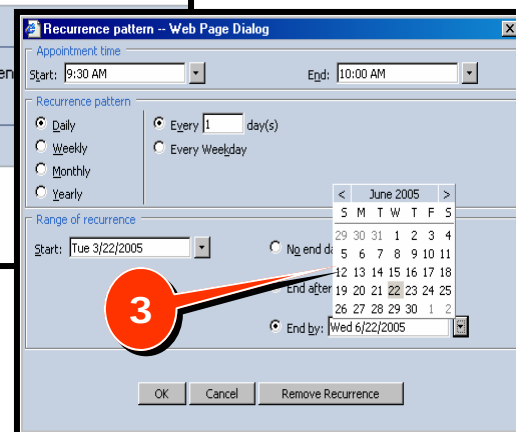 en
Recurrence pattern -- Web Page Dialog
Appointment time
Start: 9:30 AM End: 10:00 AM
Recurrence pattern
Daily Every 1 day(s)
Weekly Every Weekday
Monthly
Yearly
< June 2005 >
S M T W T F S
29 30 31 1 2 3 4
5 6 7 8 9 10 11
12 13 14 15 16 17 18
19 20 21 22 23 24 25
26 27 28 29 30 1 2
Range of recurrence
Start: Tue 3/22/2005 No end da
End after
End by: Wed 6/22/2005
3
OK Cancel Remove Recurrence